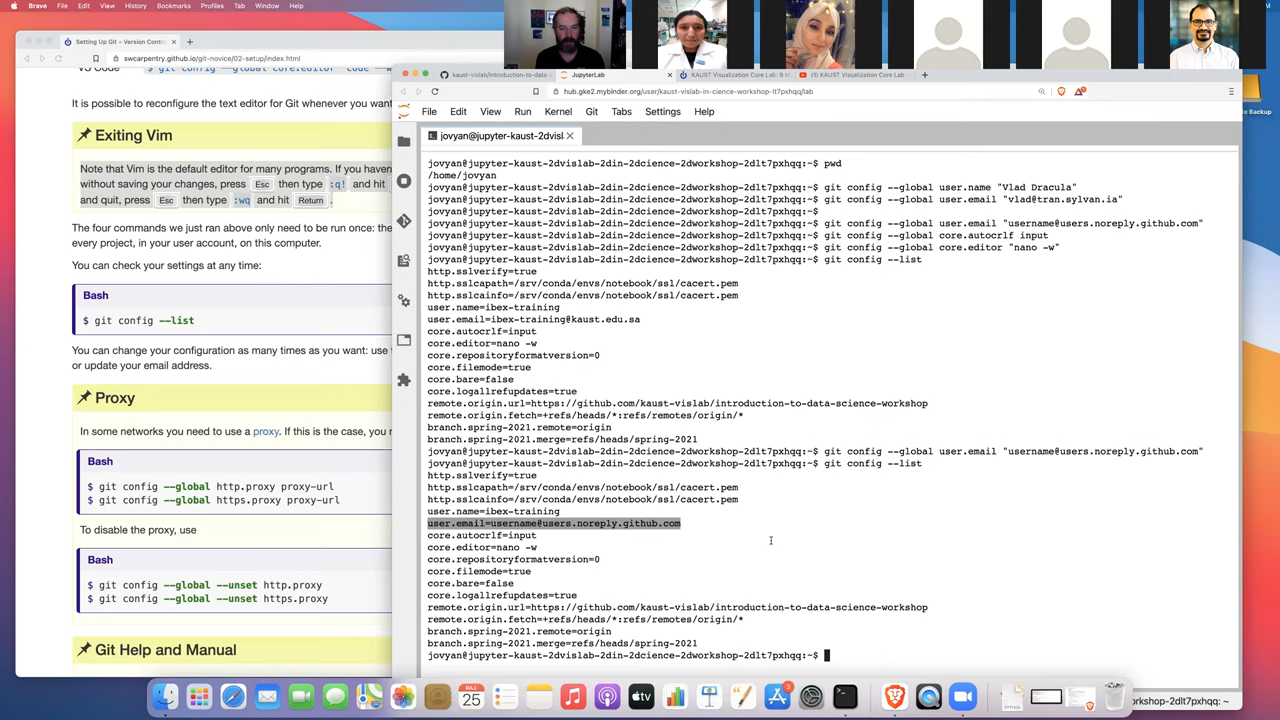 Brave File Edit View History Bookmarks Profiles Tab Window Help
Setting Up Git – Version Contro
swcarpentry.github.io/git-novice/02-setup/index.html
It is possible to reconfigure the text editor for Git whenever you want
Exiting Vim
Note that Vim is the default editor for many programs. If you haven
without saving your changes, press Esc then type :q! and hit
and quit, press Esc then type :wq and hit Return .
The four commands we just ran above only need to be run once: the
every project, in your user account, on this computer.
You can check your settings at any time:
Bash
$ git config --list
You can change your configuration as many times as you want: use
or update your email address.
Proxy
In some networks you need to use a proxy. If this is the case, you
Bash
$ git config --global http.proxy proxy-url
$ git config --global https.proxy proxy-url
To disable the proxy, use
Bash
$ git config --global --unset http.proxy
$ git config --global --unset https.proxy
Git Help and Manual
kaust-vislab/introduction-to-data- JupyterLab KAUST Visualization Core Lab: 9 (1) KAUST Visualization Core Lab
hub.gke2.mybinder.org/user/kaust-vislab-in-cience-workshop-lt7pxhqq/lab
File Edit View Run Kernel Git Tabs Settings Help
jovyan@jupyter-kaust-2dvisl
jovyan@jupyter-kaust-2dvislab-2din-2dcience-2dworkshop-2dlt7pxhqq:~$ pwd
/home/jovyan
jovyan@jupyter-kaust-2dvislab-2din-2dcience-2dworkshop-2dlt7pxhqq:~$ git config --global user.name "Vlad Dracula"
jovyan@jupyter-kaust-2dvislab-2din-2dcience-2dworkshop-2dlt7pxhqq:~$ git config --global user.email "vlad@tran.sylvan.ia"
jovyan@jupyter-kaust-2dvislab-2din-2dcience-2dworkshop-2dlt7pxhqq:~$
jovyan@jupyter-kaust-2dvislab-2din-2dcience-2dworkshop-2dlt7pxhqq:~$ git config --global user.email "username@users.noreply.github.com"
jovyan@jupyter-kaust-2dvislab-2din-2dcience-2dworkshop-2dlt7pxhqq:~$ git config --global core.autocrlf input
jovyan@jupyter-kaust-2dvislab-2din-2dcience-2dworkshop-2dlt7pxhqq:~$ git config --global core.editor "nano -w"
jovyan@jupyter-kaust-2dvislab-2din-2dcience-2dworkshop-2dlt7pxhqq:~$ git config --list
http.sslverify=true
http.sslcapath=/srv/conda/envs/notebook/ssl/cacert.pem
http.sslcainfo=/srv/conda/envs/notebook/ssl/cacert.pem
user.name=ibex-training
user.email=ibex-training@kaust.edu.sa
core.autocrlf=input
core.editor=nano -w
core.repositoryformatversion=0
core.filemode=true
core.bare=false
core.logallrefupdates=true
remote.origin.url=https://github.com/kaust-vislab/introduction-to-data-science-workshop
remote.origin.fetch=+refs/heads/*:refs/remotes/origin/*
branch.spring-2021.remote=origin
branch.spring-2021.merge=refs/heads/spring-2021
jovyan@jupyter-kaust-2dvislab-2din-2dcience-2dworkshop-2dlt7pxhqq:~$ git config --global user.email "username@users.noreply.github.com"
jovyan@jupyter-kaust-2dvislab-2din-2dcience-2dworkshop-2dlt7pxhqq:~$ git config --list
http.sslverify=true
http.sslcapath=/srv/conda/envs/notebook/ssl/cacert.pem
http.sslcainfo=/srv/conda/envs/notebook/ssl/cacert.pem
user.name=ibex-training
user.email=username@users.noreply.github.com
core.autocrlf=input
core.editor=nano -w
core.repositoryformatversion=0
core.filemode=true
core.bare=false
core.logallrefupdates=true
remote.origin.url=https://github.com/kaust-vislab/introduction-to-data-science-workshop
remote.origin.fetch=+refs/heads/*:refs/remotes/origin/*
branch.spring-2021.remote=origin
branch.spring-2021.merge=refs/heads/spring-2021
jovyan@jupyter-kaust-2dvislab-2din-2dcience-2dworkshop-2dlt7pxhqq:~$
Backup
RAJ.
25
tv
3
PYTHON
workshop-2dlt7pxhqq: ~